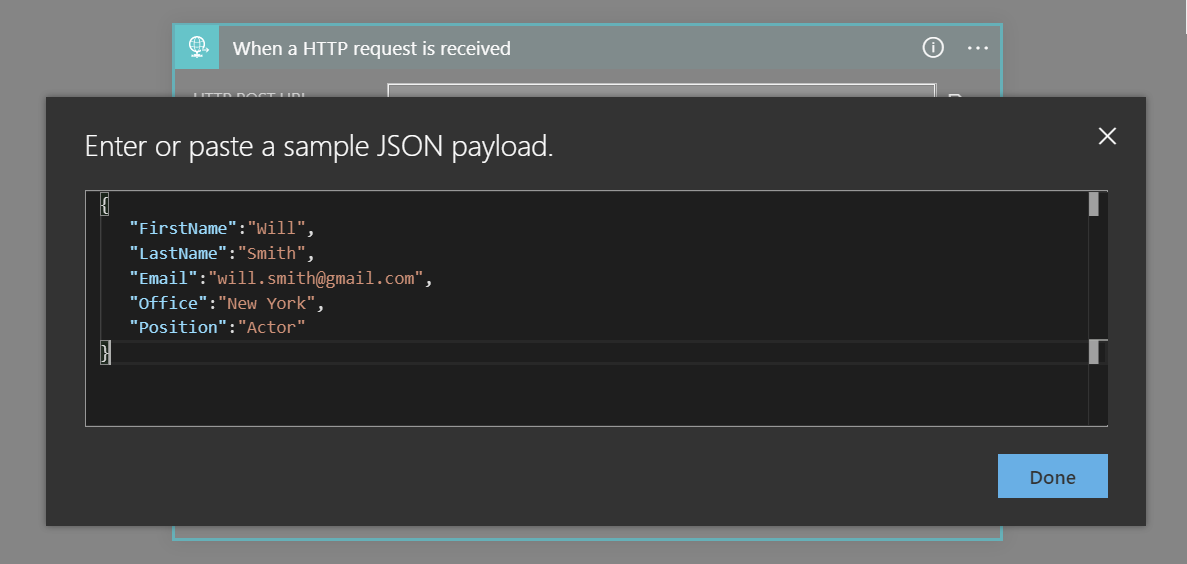 When a HTTP request is received
HTTP POST URL
Enter or paste a sample JSON payload.
{
"FirstName":"Will",
"LastName":"Smith",
"Email":"will.smith@gmail.com",
"Office":"New York",
"Position":"Actor"
}
Done